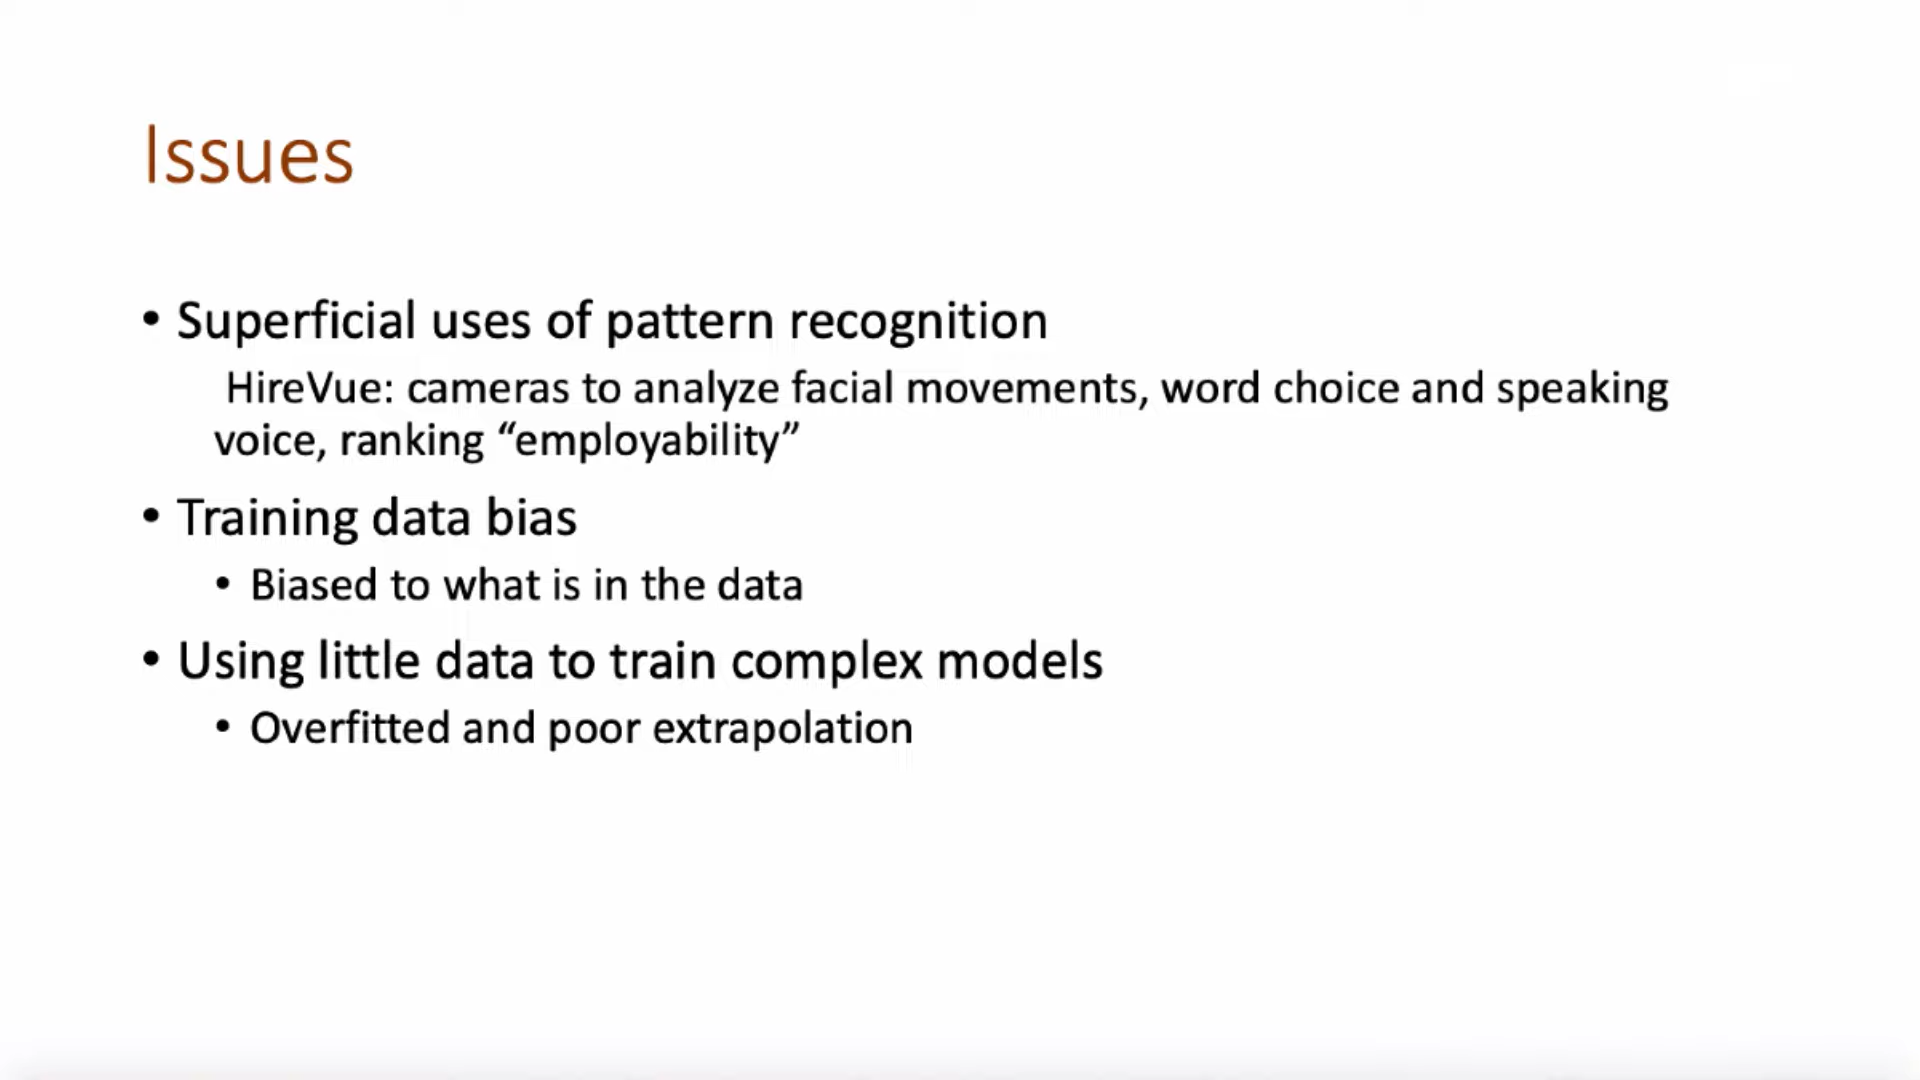 Issues
• Superficial uses of pattern recognition
HireVue: cameras to analyze facial movements, word choice and speaking
voice, ranking “employability”
• Training data bias
• Biased to what is in the data
• Using little data to train complex models
• Overfitted and poor extrapolation